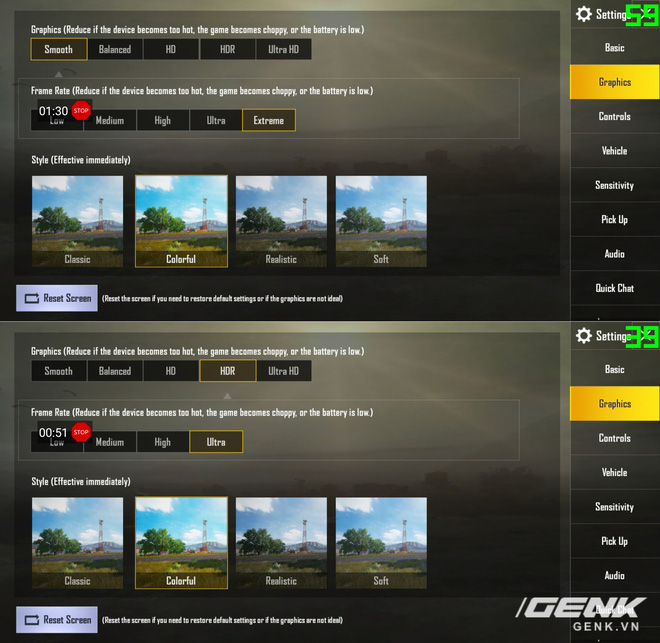 Graphics (Reduce if the device becomes too hot, the game becomes choppy, or the battery is low.)
Smooth Balanced HD HDR Ultra HD
Frame Rate (Reduce if the device becomes too hot, the game becomes choppy, or the battery is low.)
01:30 STOP
Low Medium High Ultra Extreme
Style (Effective immediately)
Classic Colorful Realistic Soft
Reset Screen (Reset the screen if you need to restore default settings or if the graphics are not ideal)
Setting 59
Basic
Graphics
Controls
Vehicle
Sensitivity
Pick Up
Audio
Quick Chat
Graphics (Reduce if the device becomes too hot, the game becomes choppy, or the battery is low.)
Smooth Balanced HD HDR Ultra HD
Frame Rate (Reduce if the device becomes too hot, the game becomes choppy, or the battery is low.)
00:51 STOP
Low Medium High Ultra
Style (Effective immediately)
Classic Colorful Realistic Soft
Reset Screen (Reset the screen if you need to restore default settings or if the graphics are not ideal)
Setting 39
Basic
Graphics
Controls
Vehicle
Sensitivity
Pick Up
Audio
Quick Chat
GENK
GENK.VN